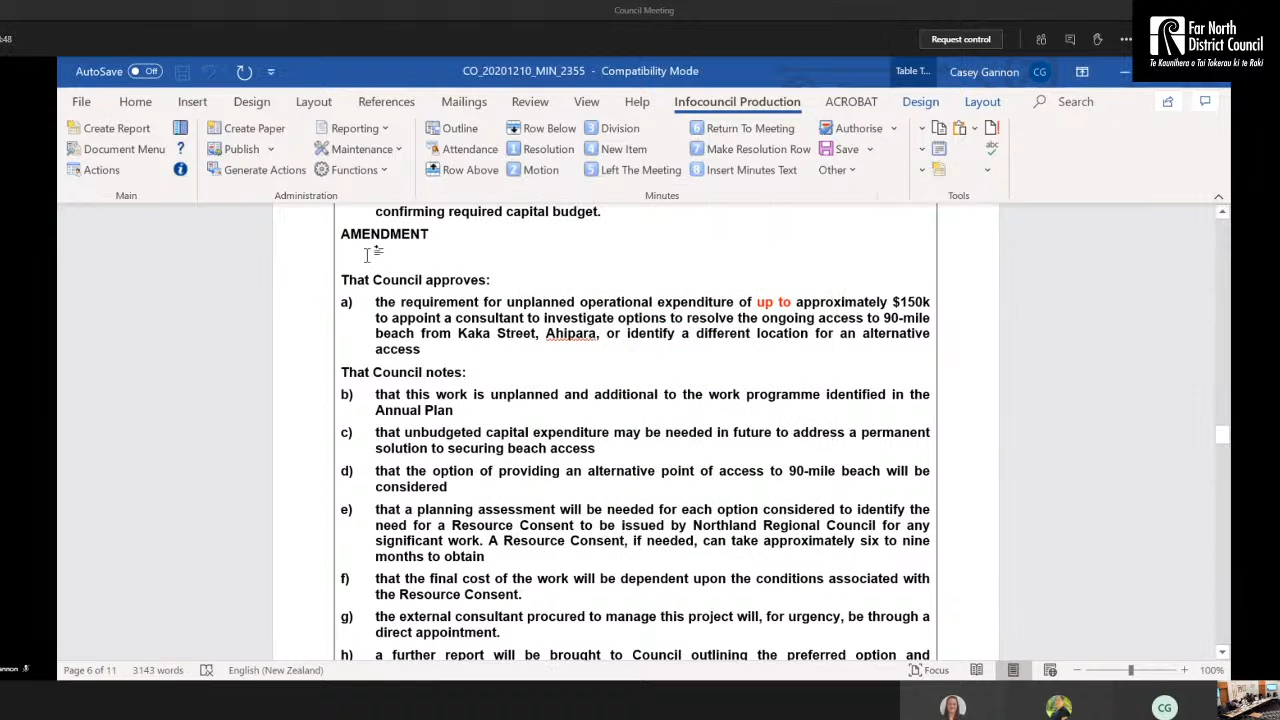 Council Meeting
:48
Request control
Far North
District Council
Te Kaunihera o Tai Tokerau ki te Raki
AutoSave Off CO_20201210_MIN_2355 - Compatibility Mode Table T... Casey Gannon CG
File Home Insert Design Layout References Mailings Review View Help Infocouncil Production ACROBAT Design Layout Search
Create Report Create Paper Reporting Outline Row Below 3 Division 6 Return To Meeting Authorise
Document Menu ? Publish Maintenance Attendance 1 Resolution 4 New Item 7 Make Resolution Row Save abc
Actions i Generate Actions Functions Row Above 2 Motion 5 Left The Meeting 8 Insert Minutes Text Other
Main Administration Minutes Tools
confirming required capital budget.
AMENDMENT
That Council approves:
a) the requirement for unplanned operational expenditure of up to approximately $150k
to appoint a consultant to investigate options to resolve the ongoing access to 90-mile
beach from Kaka Street, Ahipara, or identify a different location for an alternative
access
That Council notes:
b) that this work is unplanned and additional to the work programme identified in the
Annual Plan
c) that unbudgeted capital expenditure may be needed in future to address a permanent
solution to securing beach access
d) that the option of providing an alternative point of access to 90-mile beach will be
considered
e) that a planning assessment will be needed for each option considered to identify the
need for a Resource Consent to be issued by Northland Regional Council for any
significant work. A Resource Consent, if needed, can take approximately six to nine
months to obtain
f) that the final cost of the work will be dependent upon the conditions associated with
the Resource Consent.
g) the external consultant procured to manage this project will, for urgency, be through a
direct appointment.
h) a further report will be brought to Council outlining the preferred option and
annon
Page 6 of 11 3143 words English (New Zealand) Focus 100%
CG